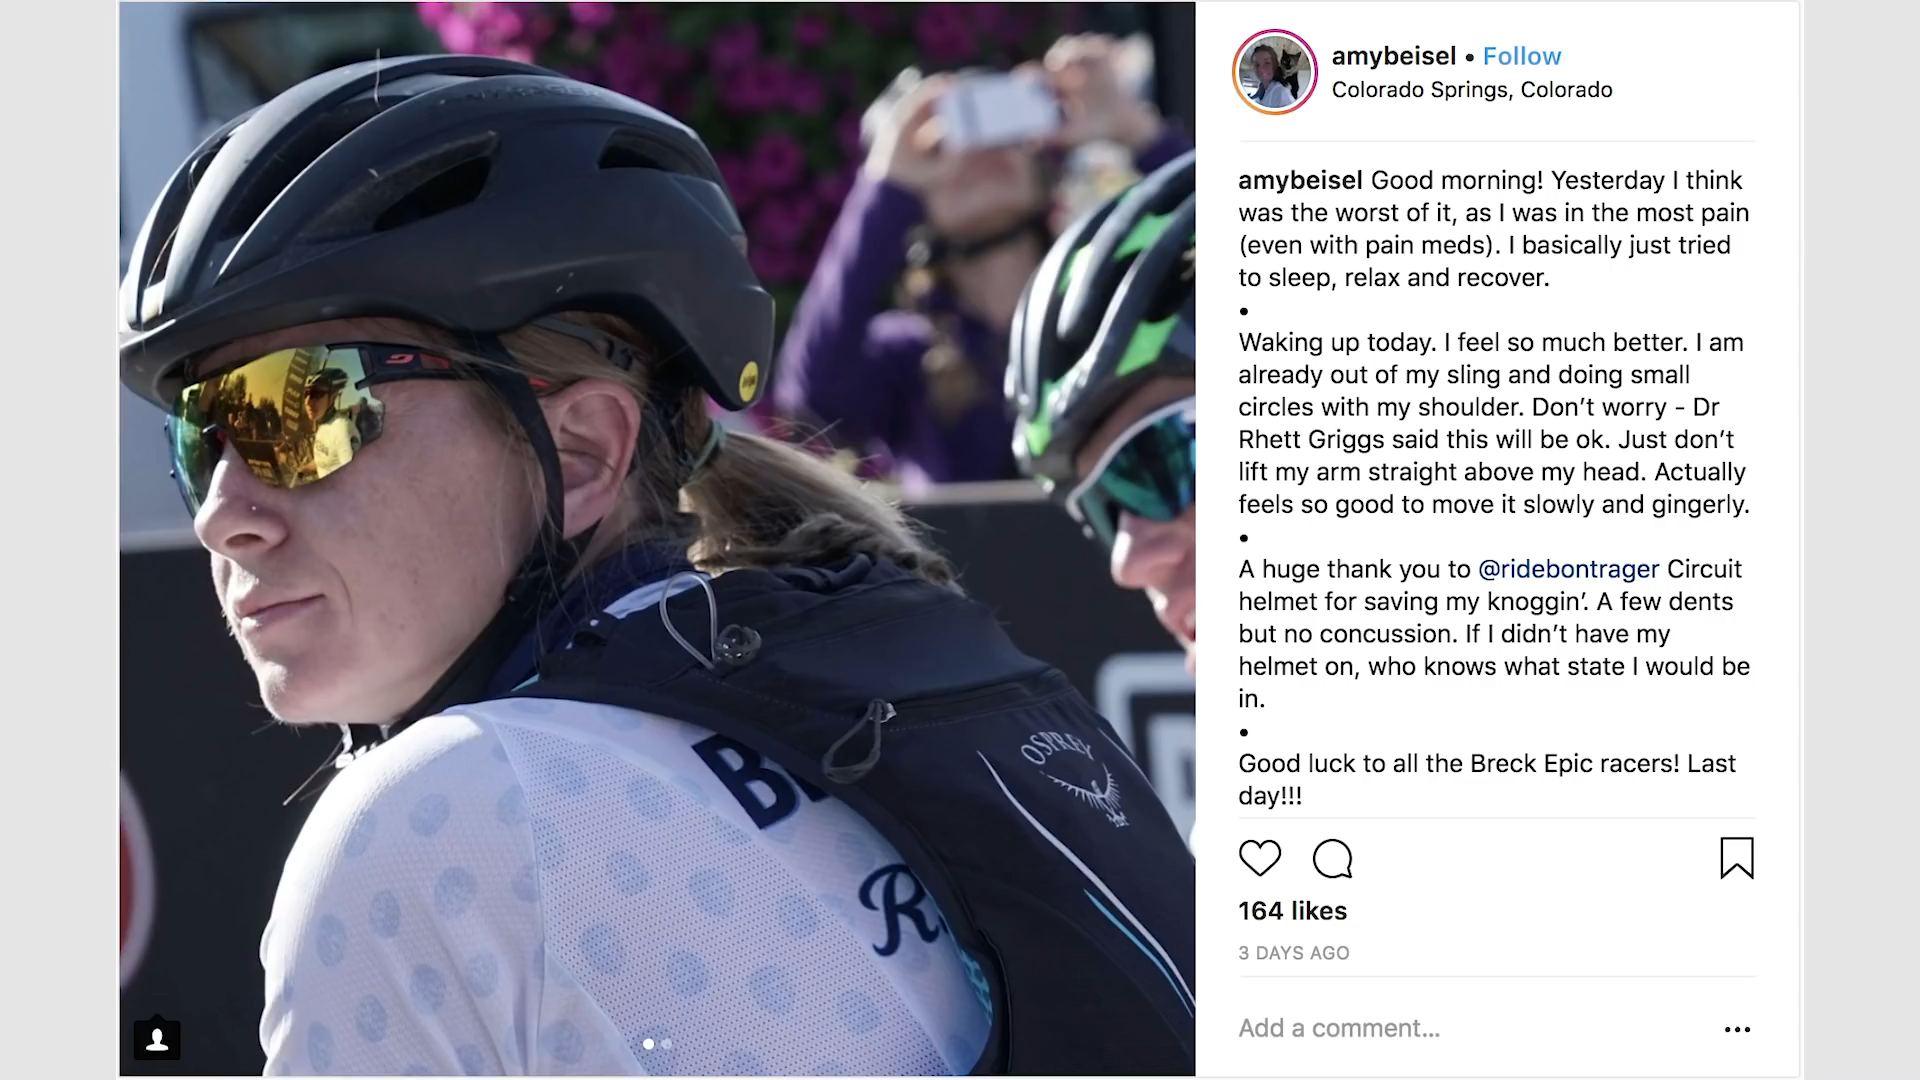 amybeisel • Follow
Colorado Springs, Colorado
amybeisel Good morning! Yesterday I think
was the worst of it, as I was in the most pain
(even with pain meds). I basically just tried
to sleep, relax and recover.
•
Waking up today. I feel so much better. I am
already out of my sling and doing small
circles with my shoulder. Don’t worry - Dr
Rhett Griggs said this will be ok. Just don’t
lift my arm straight above my head. Actually
feels so good to move it slowly and gingerly.
•
A huge thank you to @ridebontrager Circuit
helmet for saving my knoggin’. A few dents
but no concussion. If I didn’t have my
helmet on, who knows what state I would be
in.
•
Good luck to all the Breck Epic racers! Last
day!!!
164 likes
3 DAYS AGO
Add a comment...
OSPREY